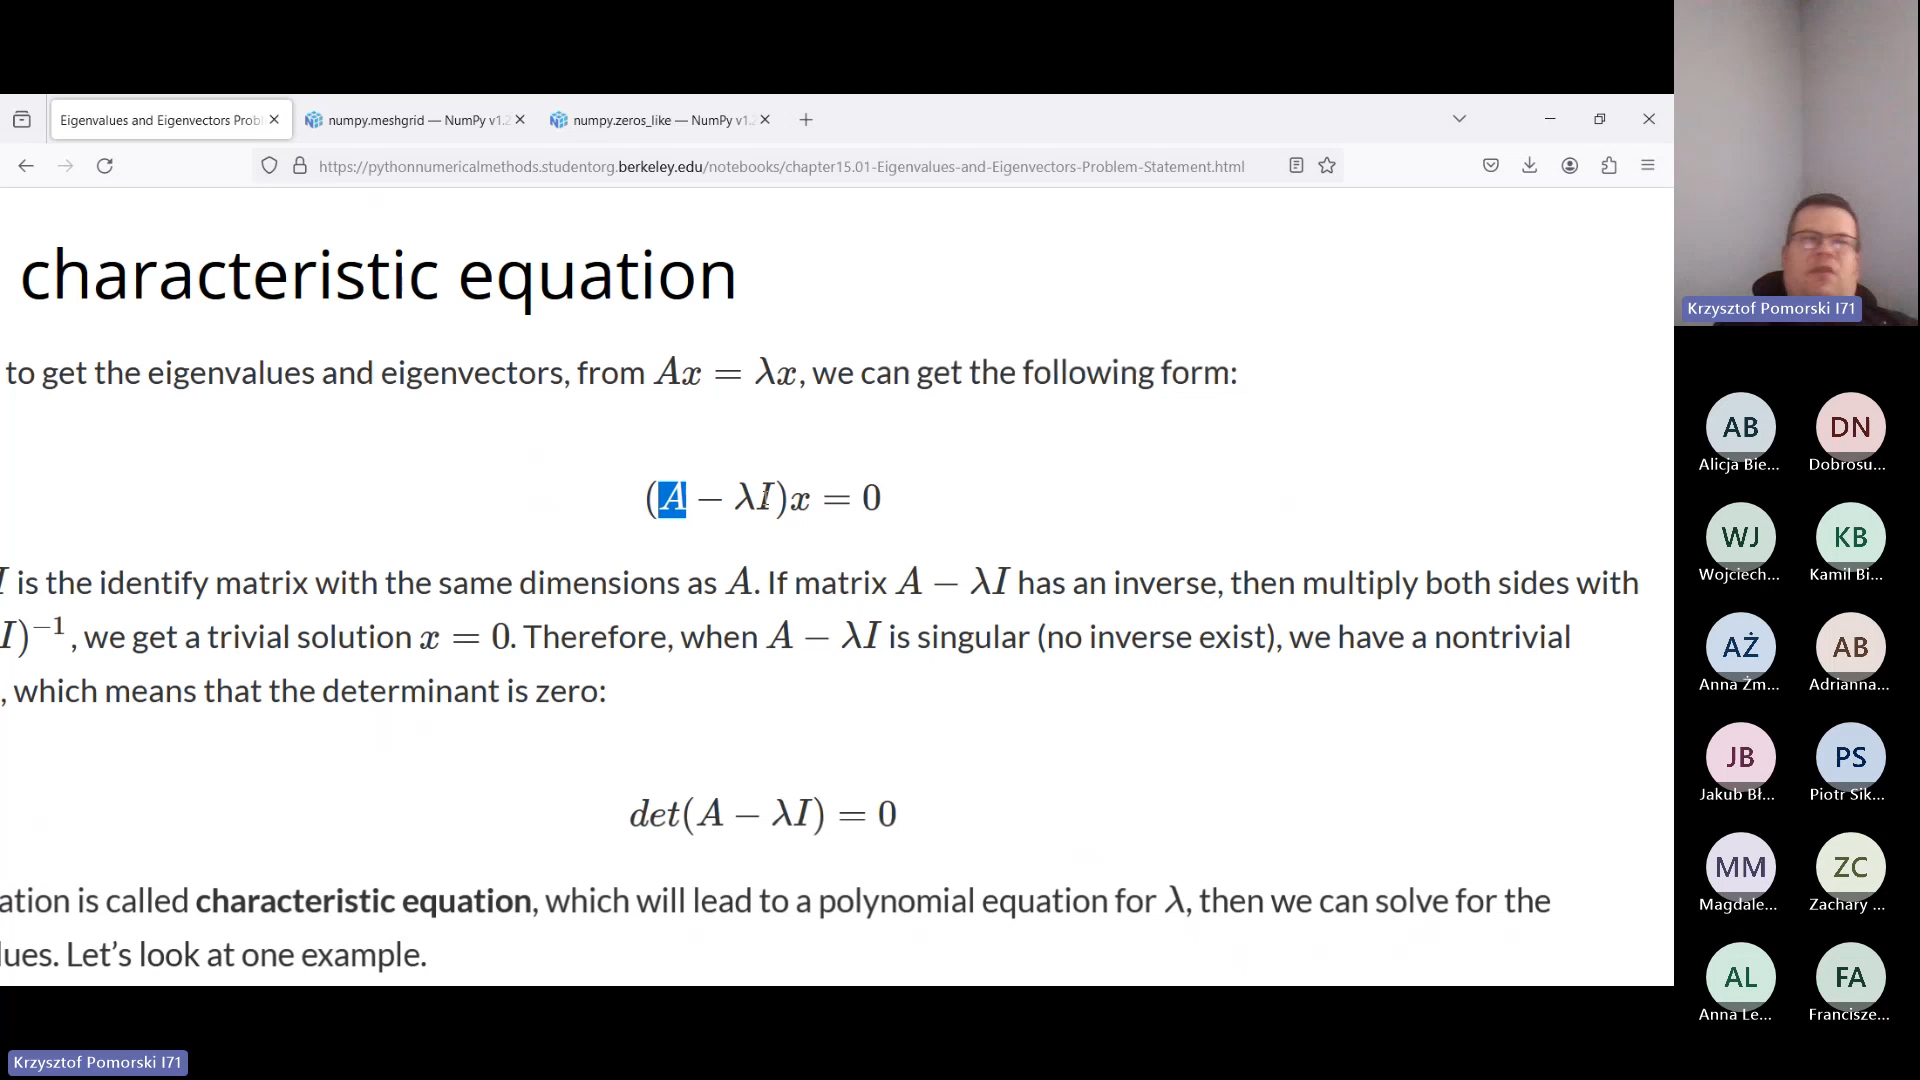 Eigenvalues and Eigenvectors Probl
numpy.meshgrid — NumPy v1.2
numpy.zeros_like — NumPy v1.
https://pythonnumericalmethods.studentorg.berkeley.edu/notebooks/chapter15.01-Eigenvalues-and-Eigenvectors-Problem-Statement.html
characteristic equation
to get the eigenvalues and eigenvectors, from Ax = λx, we can get the following form:
(A − λI)x = 0
I is the identify matrix with the same dimensions as A. If matrix A − λI has an inverse, then multiply both sides with
I)⁻¹, we get a trivial solution x = 0. Therefore, when A − λI is singular (no inverse exist), we have a nontrivial
, which means that the determinant is zero:
det(A − λI) = 0
ation is called characteristic equation, which will lead to a polynomial equation for λ, then we can solve for the
lues. Let’s look at one example.
Krzysztof Pomorski I71
AB DN
Alicja Bie... Dobrosu...
WJ KB
Wojciech... Kamil Bi...
AŻ AB
Anna Żm... Adrianna...
JB PS
Jakub Bł... Piotr Sik...
MM ZC
Magdale... Zachary ...
AL FA
Anna Le... Francisze...
Krzysztof Pomorski I71